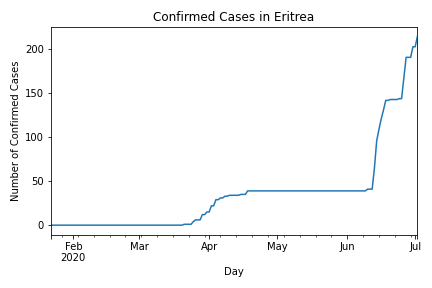 Confirmed Cases in Eritrea
Number of Confirmed Cases
200
150
100
50
0
Feb
2020
Mar
Apr
May
Jun
Jul
Day